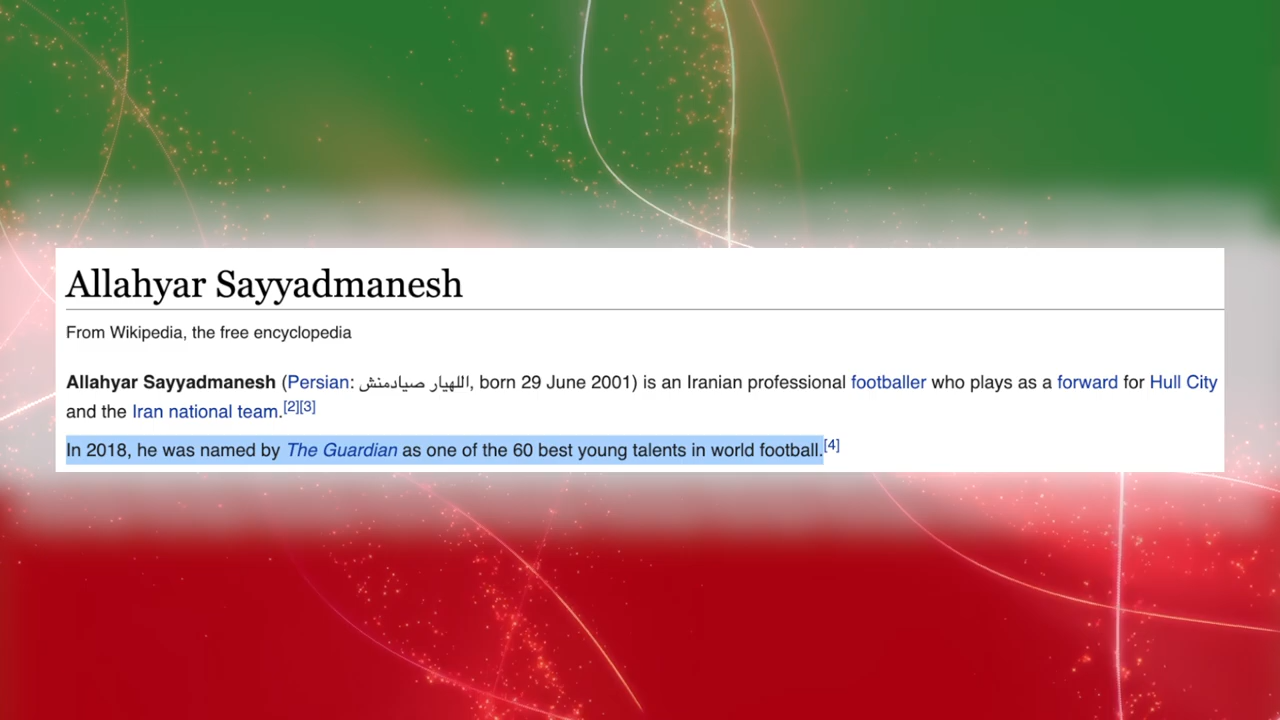 Allahyar Sayyadmanesh
From Wikipedia, the free encyclopedia
Allahyar Sayyadmanesh (Persian: اللهیار صیادمنش, born 29 June 2001) is an Iranian professional footballer who plays as a forward for Hull City
and the Iran national team.[2][3]
In 2018, he was named by The Guardian as one of the 60 best young talents in world football.[4]